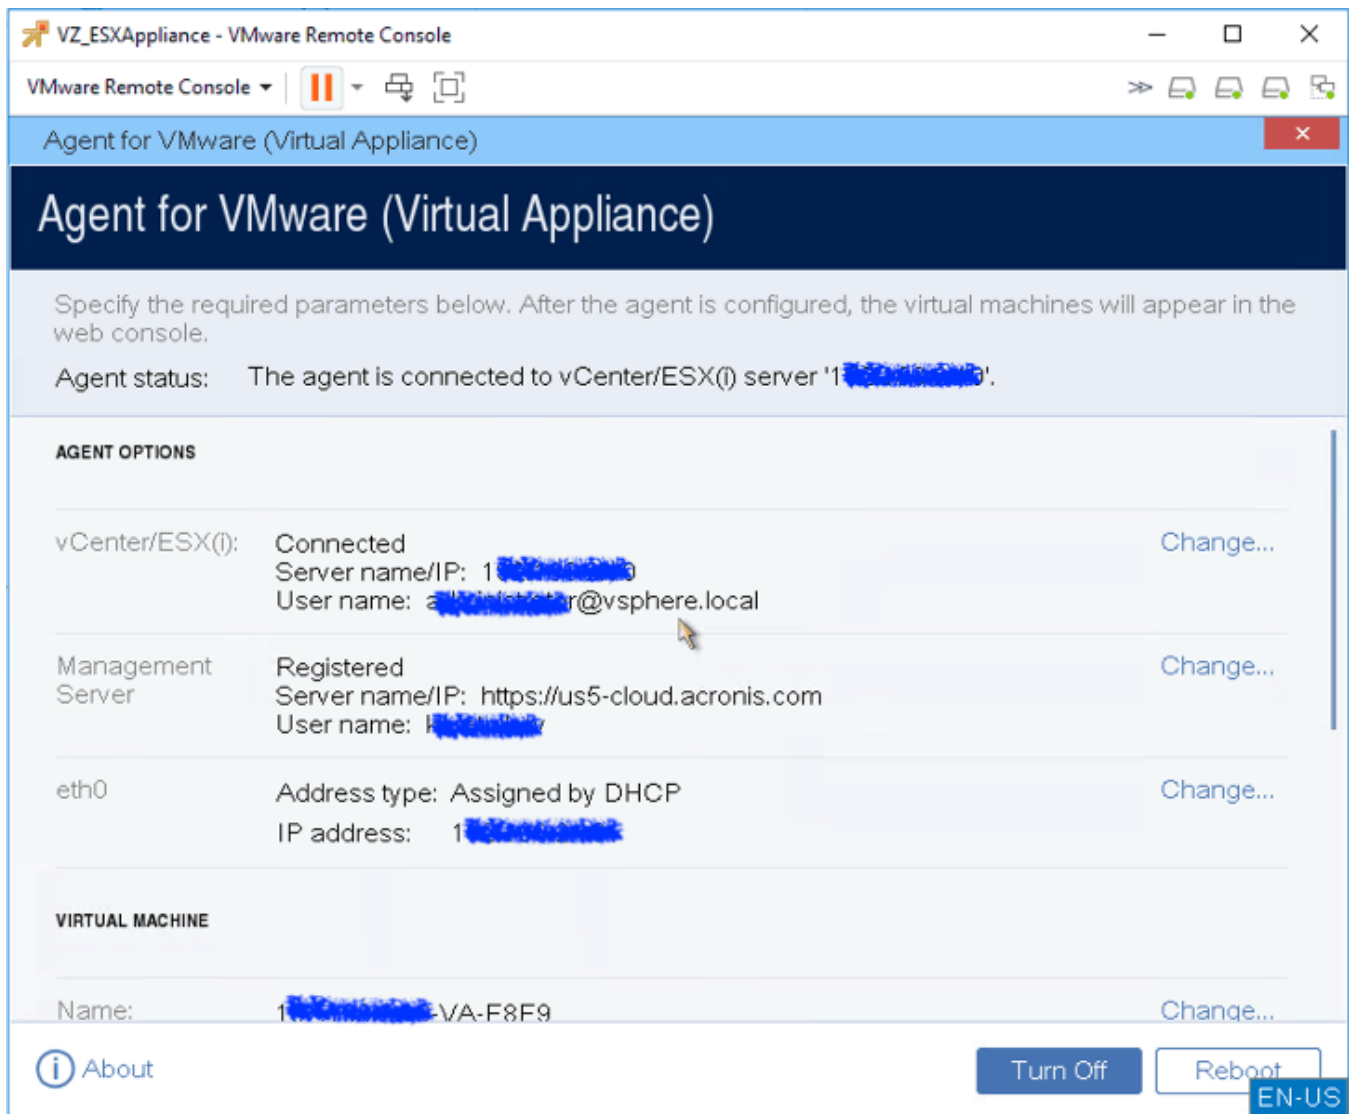 VZ_ESXAppliance - VMware Remote Console
VMware Remote Console
Agent for VMware (Virtual Appliance)
Agent for VMware (Virtual Appliance)
Specify the required parameters below. After the agent is configured, the virtual machines will appear in the
web console.
Agent status: The agent is connected to vCenter/ESX(i) server '1
AGENT OPTIONS
vCenter/ESX(i): Connected Change...
Server name/IP: 1
User name: @vsphere.local
Management Server Registered Change...
Server name/IP: https://us5-cloud.acronis.com
User name:
eth0 Address type: Assigned by DHCP Change...
IP address: 1
VIRTUAL MACHINE
Name: 1 -VA-F8F9 Change...
About Turn Off Reboot
EN-US